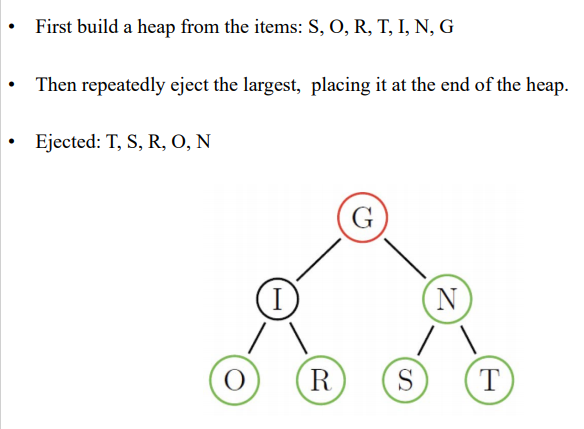 • First build a heap from the items: S, O, R, T, I, N, G
• Then repeatedly eject the largest, placing it at the end of the heap.
• Ejected: T, S, R, O, N
G
I N
O R S T